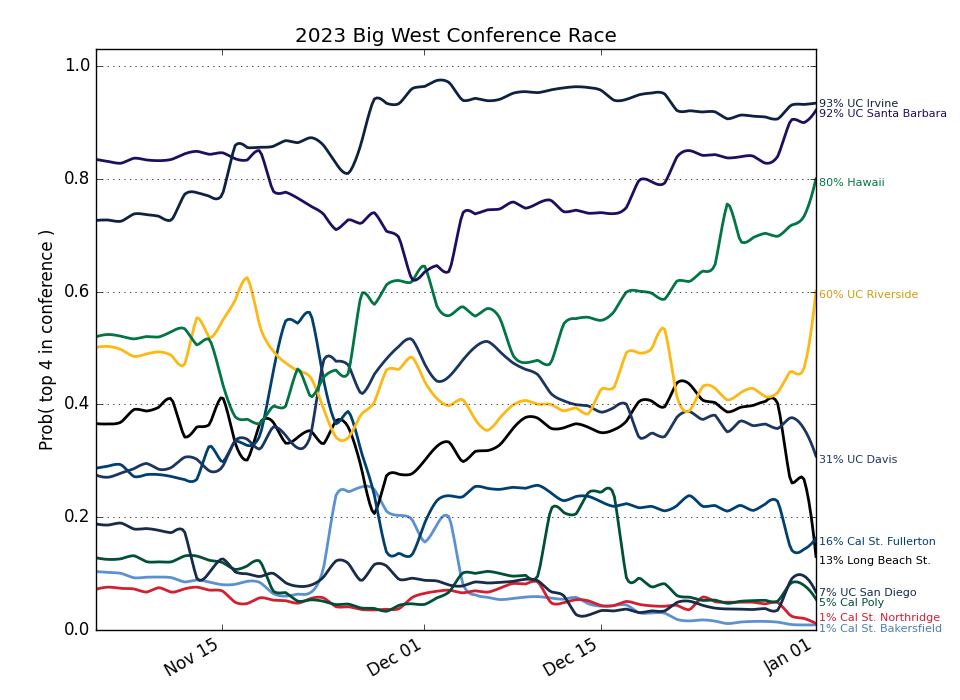 2023 Big West Conference Race
Prob( top 4 in conference )
1.0
0.8
0.6
0.4
0.2
0.0
Nov 15
Dec 01
Dec 15
Jan 01
93% UC Irvine
92% UC Santa Barbara
80% Hawaii
60% UC Riverside
31% UC Davis
16% Cal St. Fullerton
13% Long Beach St.
7% UC San Diego
5% Cal Poly
1% Cal St. Northridge
1% Cal St. Bakersfield